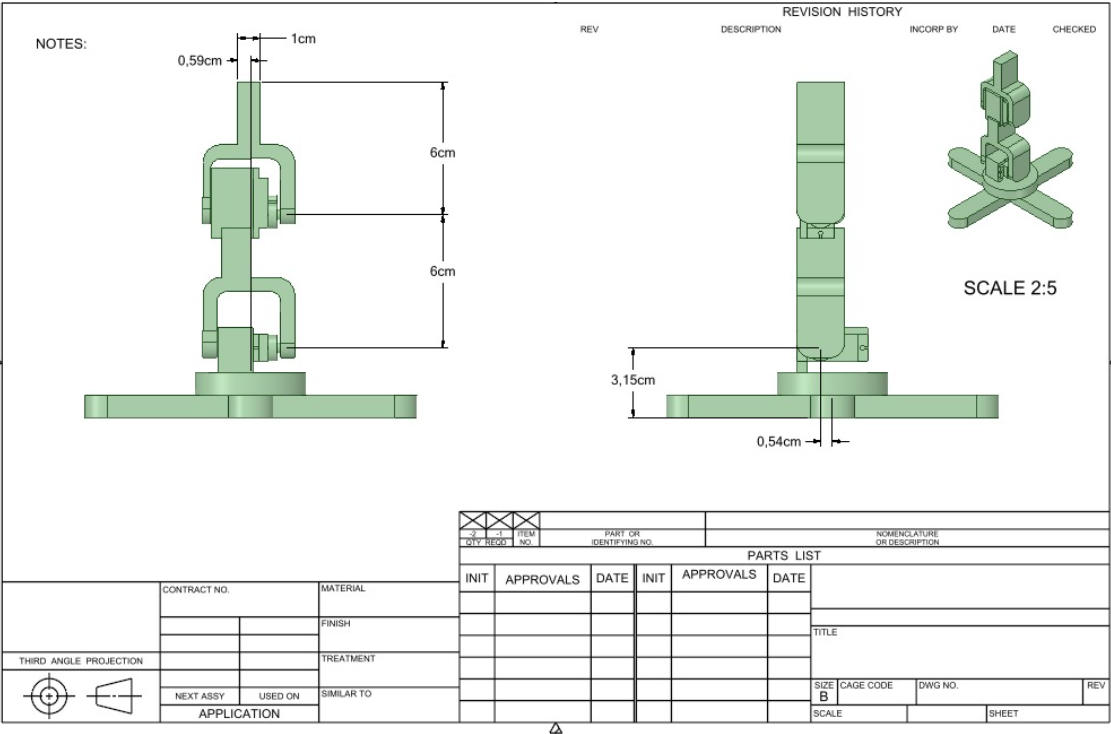 REVISION HISTORY
REV DESCRIPTION INCORP BY DATE CHECKED
NOTES:
1cm
0,59cm
6cm
6cm
SCALE 2:5
3,15cm
0,54cm
-2 -1 ITEM NO. PART OR IDENTIFYING NO. NOMENCLATURE OR DESCRIPTION
QTY REQD
PARTS LIST
INIT APPROVALS DATE INIT APPROVALS DATE
CONTRACT NO. MATERIAL
FINISH
TITLE
THIRD ANGLE PROJECTION TREATMENT
SIZE CAGE CODE DWG NO. REV
B
NEXT ASSY USED ON SIMILAR TO
APPLICATION
SCALE SHEET